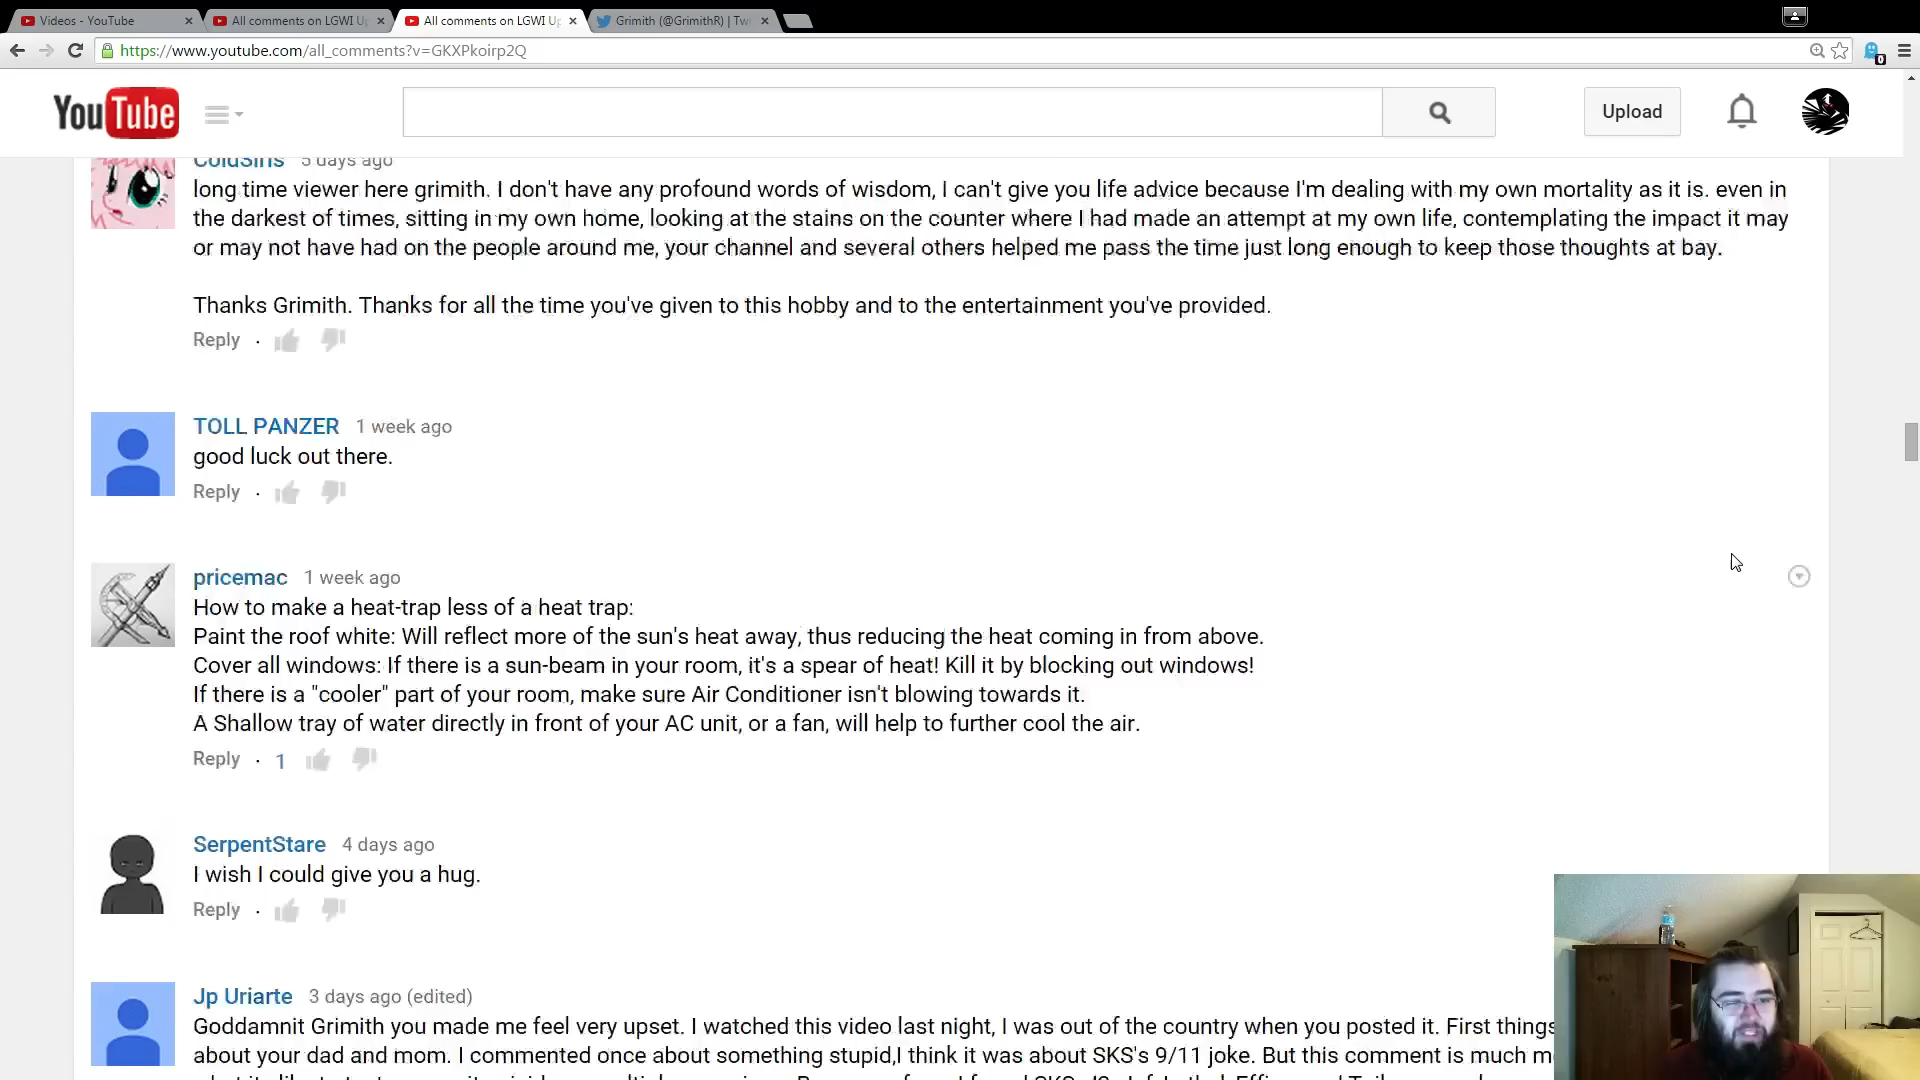 Videos - YouTube
All comments on LGWI Up
All comments on LGWI Up
Grimith (@GrimithR) | Tw
https://www.youtube.com/all_comments?v=GKXPkoirp2Q
0
YouTube
Upload
ColdSiris 5 days ago
long time viewer here grimith. I don't have any profound words of wisdom, I can't give you life advice because I'm dealing with my own mortality as it is. even in
the darkest of times, sitting in my own home, looking at the stains on the counter where I had made an attempt at my own life, contemplating the impact it may
or may not have had on the people around me, your channel and several others helped me pass the time just long enough to keep those thoughts at bay.
Thanks Grimith. Thanks for all the time you've given to this hobby and to the entertainment you've provided.
Reply ·
TOLL PANZER 1 week ago
good luck out there.
Reply ·
pricemac 1 week ago
How to make a heat-trap less of a heat trap:
Paint the roof white: Will reflect more of the sun's heat away, thus reducing the heat coming in from above.
Cover all windows: If there is a sun-beam in your room, it's a spear of heat! Kill it by blocking out windows!
If there is a "cooler" part of your room, make sure Air Conditioner isn't blowing towards it.
A Shallow tray of water directly in front of your AC unit, or a fan, will help to further cool the air.
Reply · 1
SerpentStare 4 days ago
I wish I could give you a hug.
Reply ·
Jp Uriarte 3 days ago (edited)
Goddamnit Grimith you made me feel very upset. I watched this video last night, I was out of the country when you posted it. First things
about your dad and mom. I commented once about something stupid,I think it was about SKS's 9/11 joke. But this comment is much m